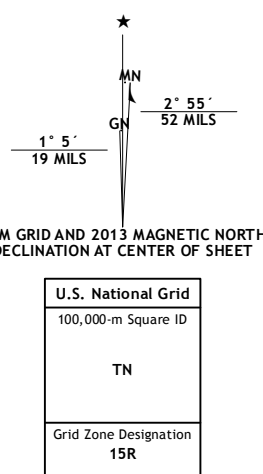 ★
MN
GN
2° 55´
52 MILS
1° 5´
19 MILS
M GRID AND 2013 MAGNETIC NORTH
DECLINATION AT CENTER OF SHEET
U.S. National Grid
100,000-m Square ID
TN
Grid Zone Designation
15R